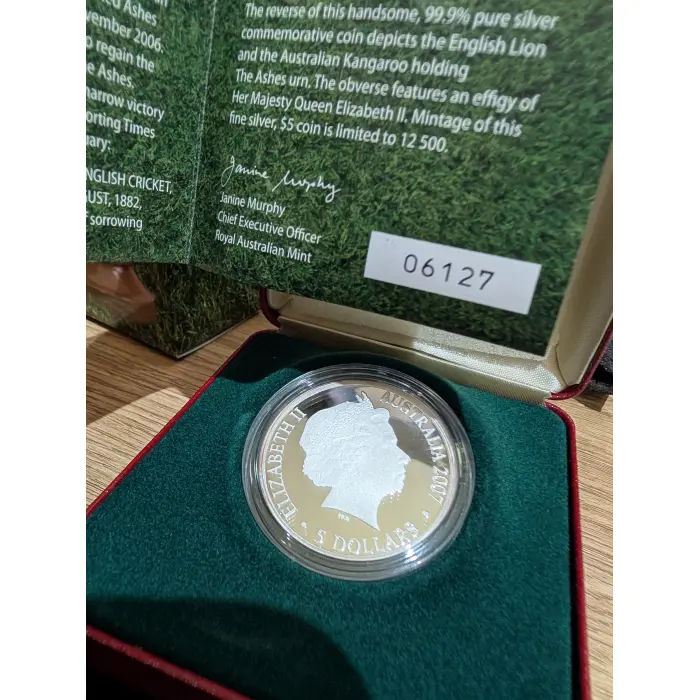 ed Ashes
vember 2006.
o regain the
e Ashes.
narrow victory
orting Times
uary:
NGLISH CRICKET,
UST, 1882,
f sorrowing
The reverse of this handsome, 99.9% pure silver
commemorative coin depicts the English Lion
and the Australian Kangaroo holding
The Ashes urn. The obverse features an effigy of
Her Majesty Queen Elizabeth II, Mintage of this
fine silver, $5 coin is limited to 12 500.
Janine Murphy
Janine Murphy
Chief Executive Officer
Royal Australian Mint
06127
ELIZABETH II
AUSTRALIA 2007
5 DOLLARS